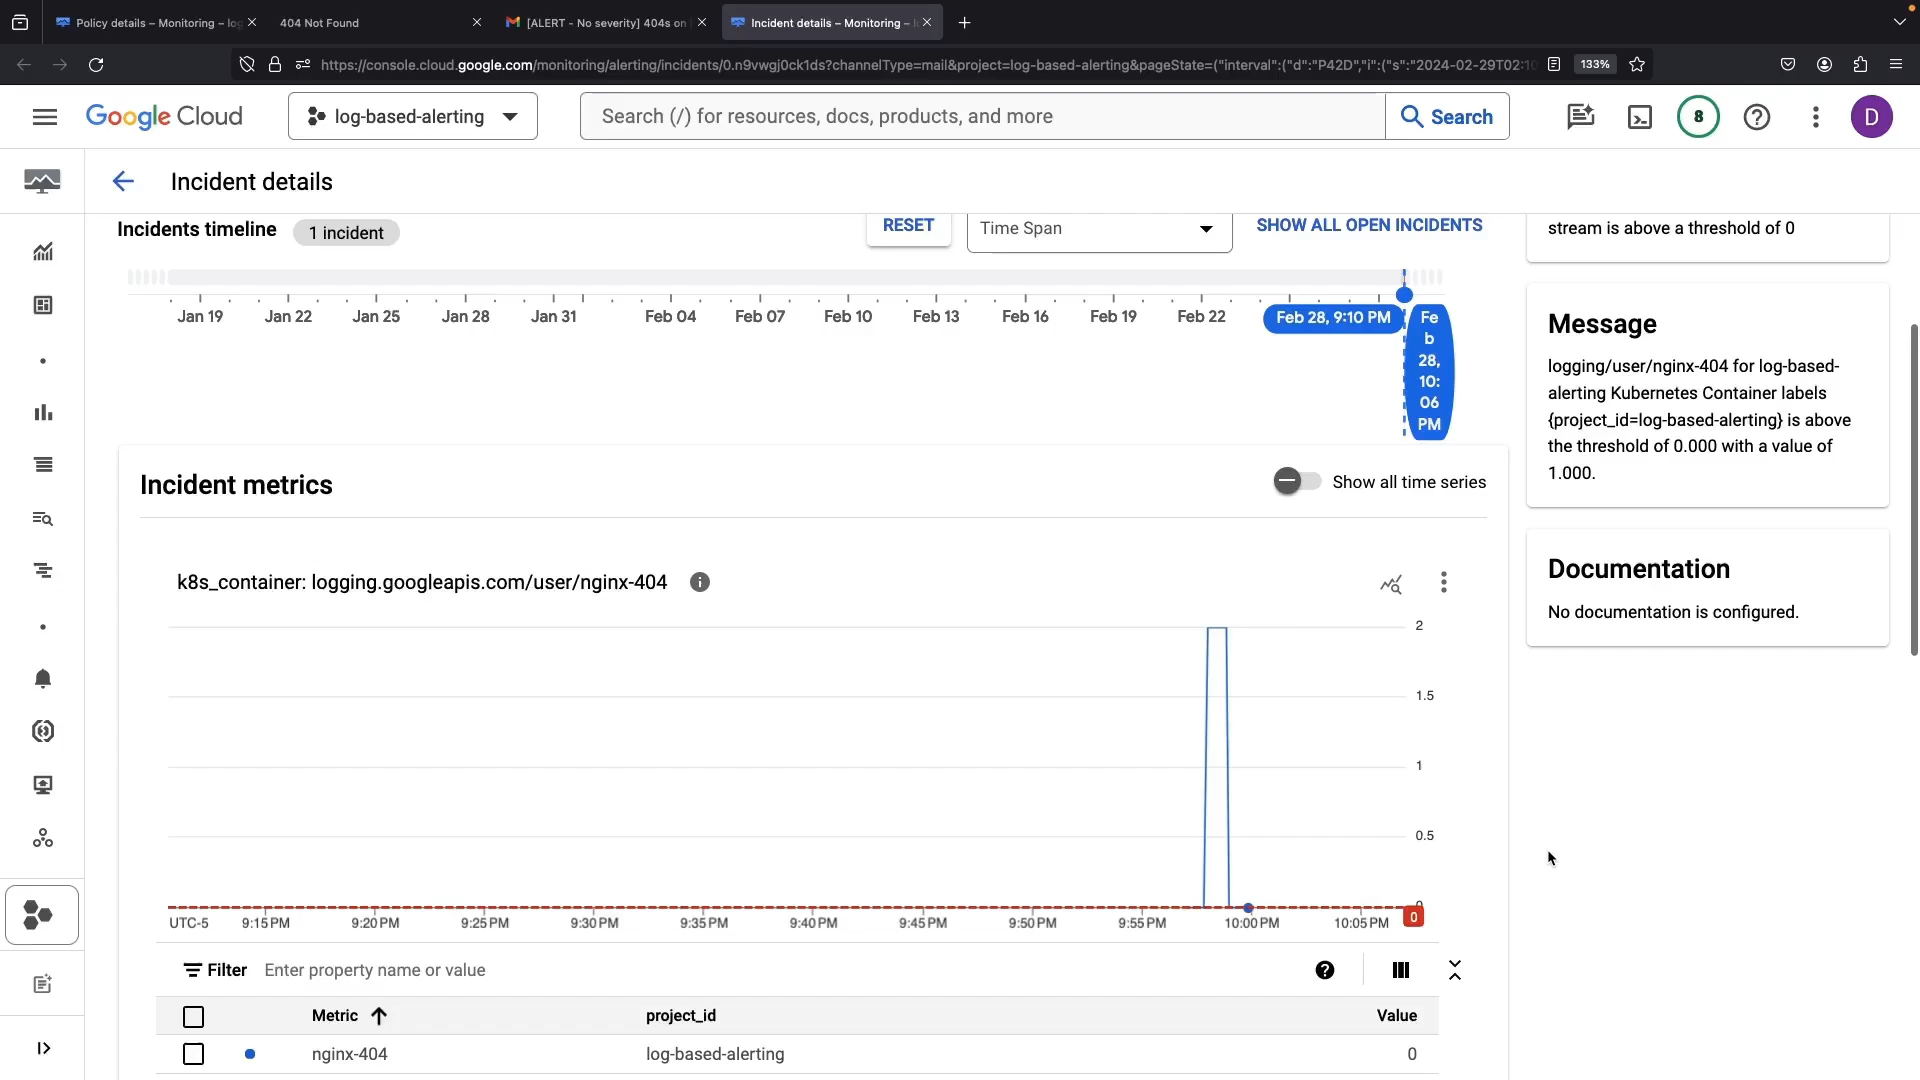 Policy details – Monitoring – log
404 Not Found
[ALERT - No severity] 404s on
Incident details – Monitoring –
https://console.cloud.google.com/monitoring/alerting/incidents/0.n9vwgj0ck1ds?channelType=mail&project=log-based-alerting&pageState=("interval":("d":"P42D","i":("s":"2024-02-29T02:10
133%
Google Cloud
log-based-alerting
Search (/) for resources, docs, products, and more
Search
8
D
Incident details
Incidents timeline
1 incident
RESET
Time Span
SHOW ALL OPEN INCIDENTS
stream is above a threshold of 0
Jan 19
Jan 22
Jan 25
Jan 28
Jan 31
Feb 04
Feb 07
Feb 10
Feb 13
Feb 16
Feb 19
Feb 22
Feb 28, 9:10 PM
Fe
b
28,
10:
06
PM
Message
logging/user/nginx-404 for log-based-
alerting Kubernetes Container labels
{project_id=log-based-alerting} is above
the threshold of 0.000 with a value of
1.000.
Documentation
No documentation is configured.
Incident metrics
Show all time series
k8s_container: logging.googleapis.com/user/nginx-404
2
1.5
1
0.5
0
0
UTC-5
9:15 PM
9:20 PM
9:25 PM
9:30 PM
9:35 PM
9:40 PM
9:45 PM
9:50 PM
9:55 PM
10:00 PM
10:05 PM
Filter
Enter property name or value
Metric
project_id
Value
nginx-404
log-based-alerting
0